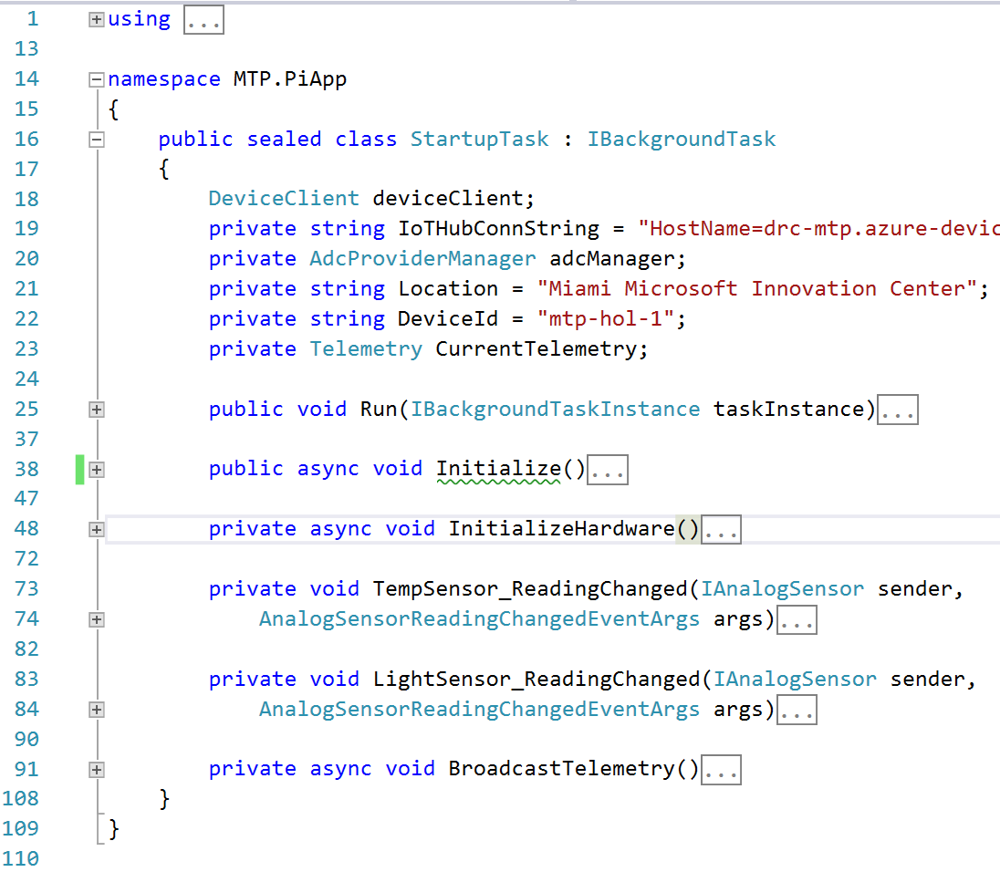 1 using ...
13
14 namespace MTP.PiApp
15 {
16 public sealed class StartupTask : IBackgroundTask
17 {
18 DeviceClient deviceClient;
19 private string IoTHubConnString = "HostName=drc-mtp.azure-devic
20 private AdcProviderManager adcManager;
21 private string Location = "Miami Microsoft Innovation Center";
22 private string DeviceId = "mtp-hol-1";
23 private Telemetry CurrentTelemetry;
24
25 public void Run(IBackgroundTaskInstance taskInstance)...
37
38 public async void Initialize()...
47
48 private async void InitializeHardware()...
72
73 private void TempSensor_ReadingChanged(IAnalogSensor sender,
74 AnalogSensorReadingChangedEventArgs args)...
82
83 private void LightSensor_ReadingChanged(IAnalogSensor sender,
84 AnalogSensorReadingChangedEventArgs args)...
90
91 private async void BroadcastTelemetry()...
108 }
109 }
110